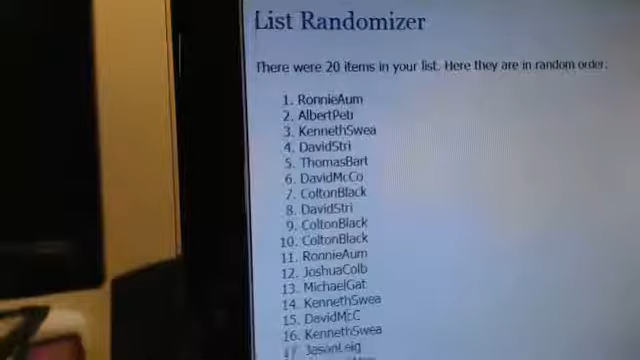 List Randomizer
There were 20 items in your list. Here they are in random order:
1. RonnieAum
2. AlbertPetr
3. KennethSwea
4. DavidStri
5. ThomasBart
6. DavidMcCo
7. ColtonBlack
8. DavidStri
9. ColtonBlack
10. ColtonBlack
11. RonnieAum
12. JoshuaColb
13. MichaelGat
14. KennethSwea
15. DavidMcC
16. KennethSwea
17. JasonLeig